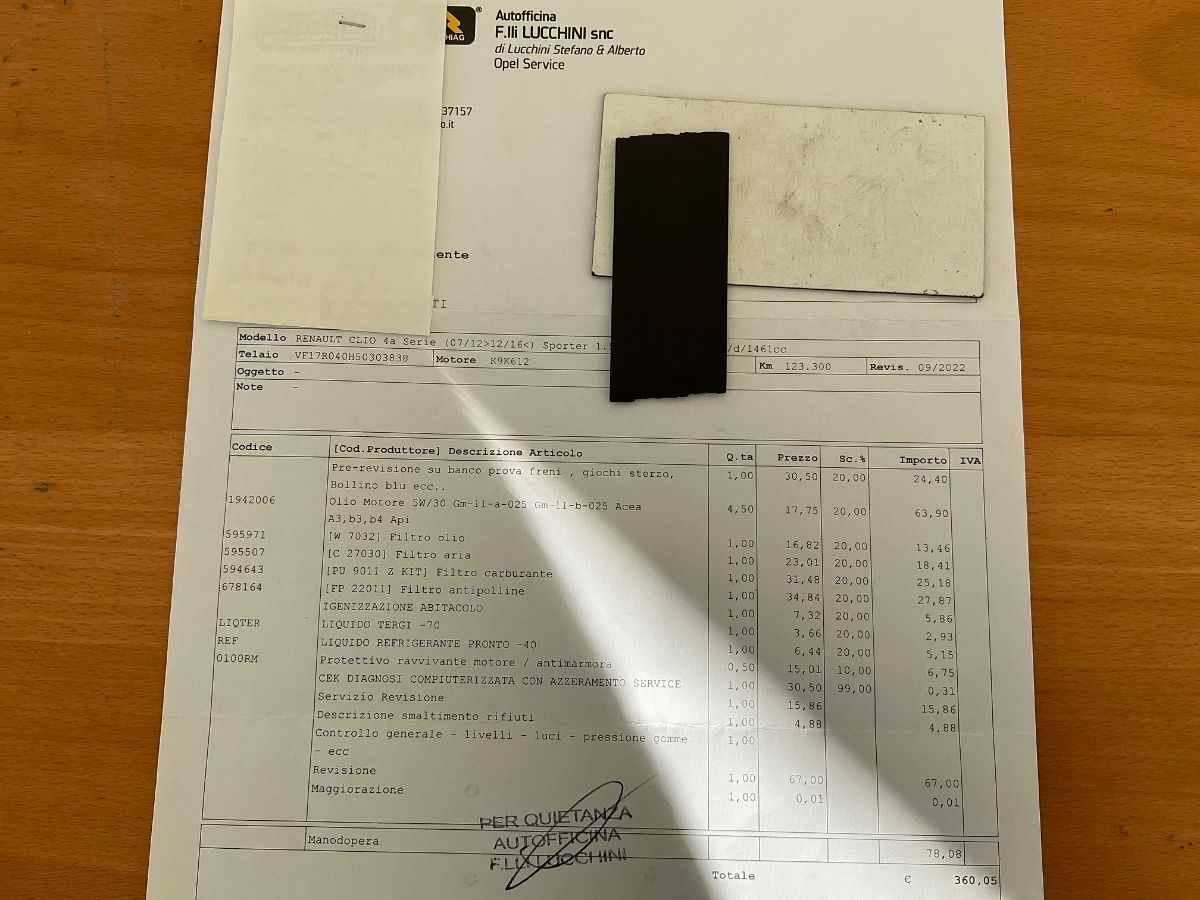 HIAG ®
Autofficina
F.lli LUCCHINI snc
di Lucchini Stefano & Alberto
Opel Service
37157
o.it
ente
TI
Modello RENAULT CLIO 4a Serie (07/12>12/16<) Sporter 1.5 /d/1461cc
Telaio VF17R040H50303838 Motore K9K612 Km 123.300 Revis. 09/2022
Oggetto -
Note -
Codice [Cod.Produttore] Descrizione Articolo Q.ta Prezzo Sc.% Importo IVA
Pre-revisione su banco prova freni , giochi sterzo, 1,00 30,50 20,00 24,40
Bollino blu ecc..
1942006 Olio Motore 5W/30 Gm-11-a-025 Gm-11-b-025 Acea 4,50 17,75 20,00 63,90
A3,b3,b4 Api
595971 [W 7032] Filtro olio 1,00 16,82 20,00 13,46
595507 [C 27030] Filtro aria 1,00 23,01 20,00 18,41
594643 [PU 9011 Z KIT] Filtro carburante 1,00 31,48 20,00 25,18
678164 [FP 22011] Filtro antipolline 1,00 34,84 20,00 27,87
IGENIZZAZIONE ABITACOLO 1,00 7,32 20,00 5,86
LIQTER LIQUIDO TERGI -70 1,00 3,66 20,00 2,93
REF LIQUIDO REFRIGERANTE PRONTO -40 1,00 6,44 20,00 5,15
0100RM Protettivo ravvivante motore / antimarmora 0,50 15,01 10,00 6,75
CEK DIAGNOSI COMPIUTERIZZATA CON AZZERAMENTO SERVICE 1,00 30,50 99,00 0,31
Servizio Revisione 1,00 15,86 15,86
Descrizione smaltimento rifiuti 1,00 4,88 4,88
Controllo generale - livelli - luci - pressione gomme 1,00
- ecc
Revisione 1,00 67,00 67,00
Maggiorazione 1,00 0,01 0,01
PER QUIETANZA
AUTOFFICINA
F.LLI LUCCHINI
Manodopera 78,08
Totale € 360,05